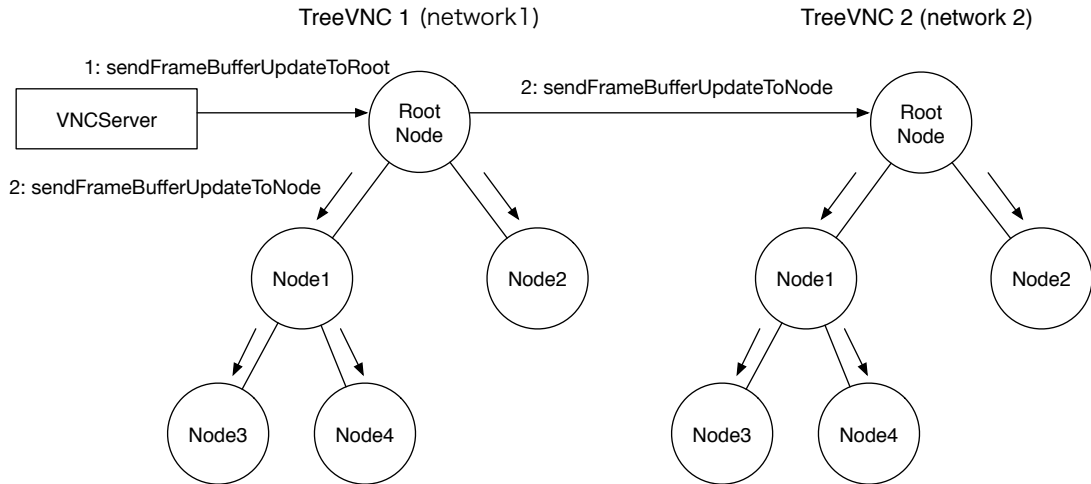 TreeVNC 1 (network1)
TreeVNC 2 (network 2)
1: sendFrameBufferUpdateToRoot
2: sendFrameBufferUpdateToNode
VNCServer
Root
Node
Root
Node
2: sendFrameBufferUpdateToNode
Node1
Node2
Node1
Node2
Node3
Node4
Node3
Node4